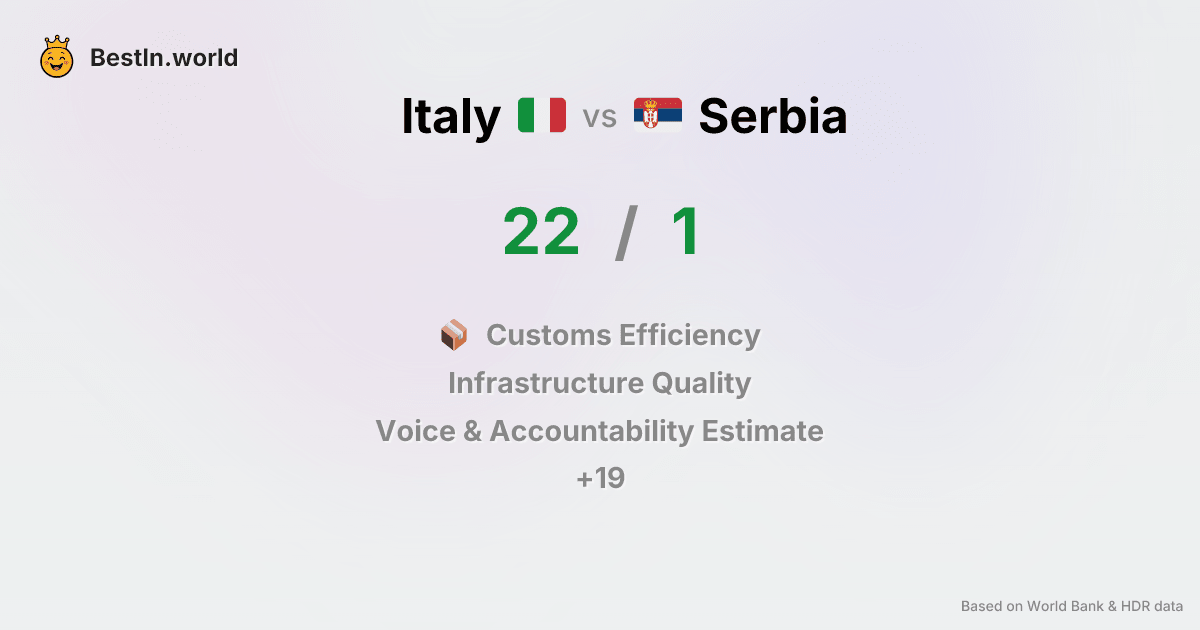 BestIn.world
Italy vs Serbia
22 / 1
Customs Efficiency
Infrastructure Quality
Voice & Accountability Estimate
+19
Based on World Bank & HDR data